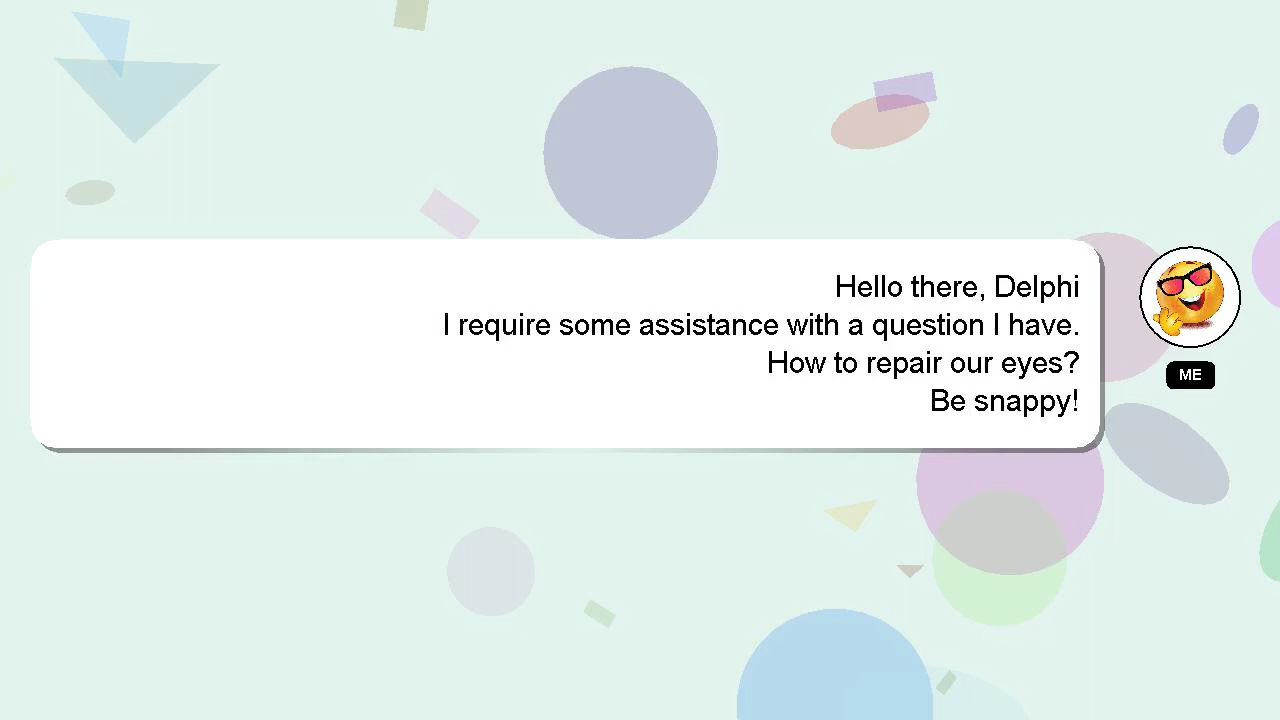 Hello there, Delphi
I require some assistance with a question I have.
How to repair our eyes?
Be snappy!
ME